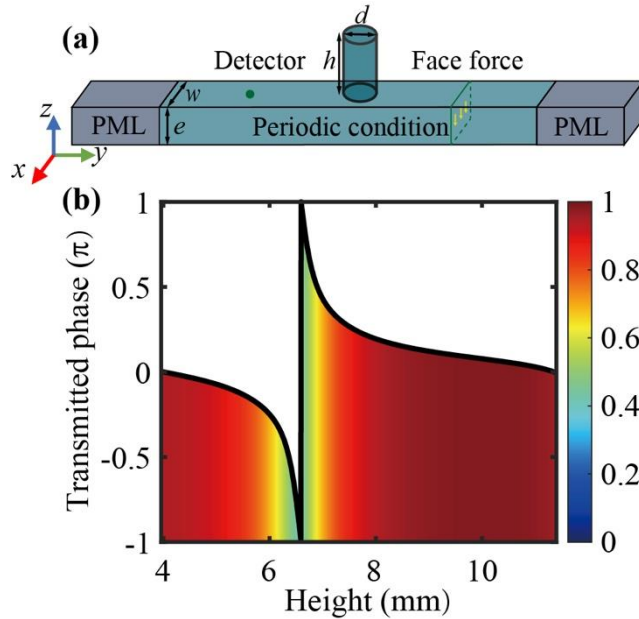 (a)
Detector
h
d
Face force
w
z
PML
e
Periodic condition
PML
y
x
(b)
Transmitted phase (π)
1
0.5
0
-0.5
-1
4
6
8
10
Height (mm)
1
0.8
0.6
0.4
0.2
0